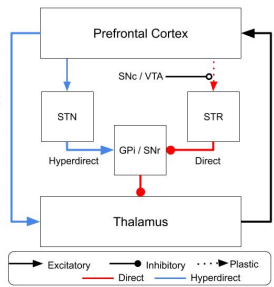 Prefrontal Cortex
SNc / VTA
STN
STR
GPi / SNr
Hyperdirect
Direct
Thalamus
Excitatory Inhibitory Plastic
Direct Hyperdirect